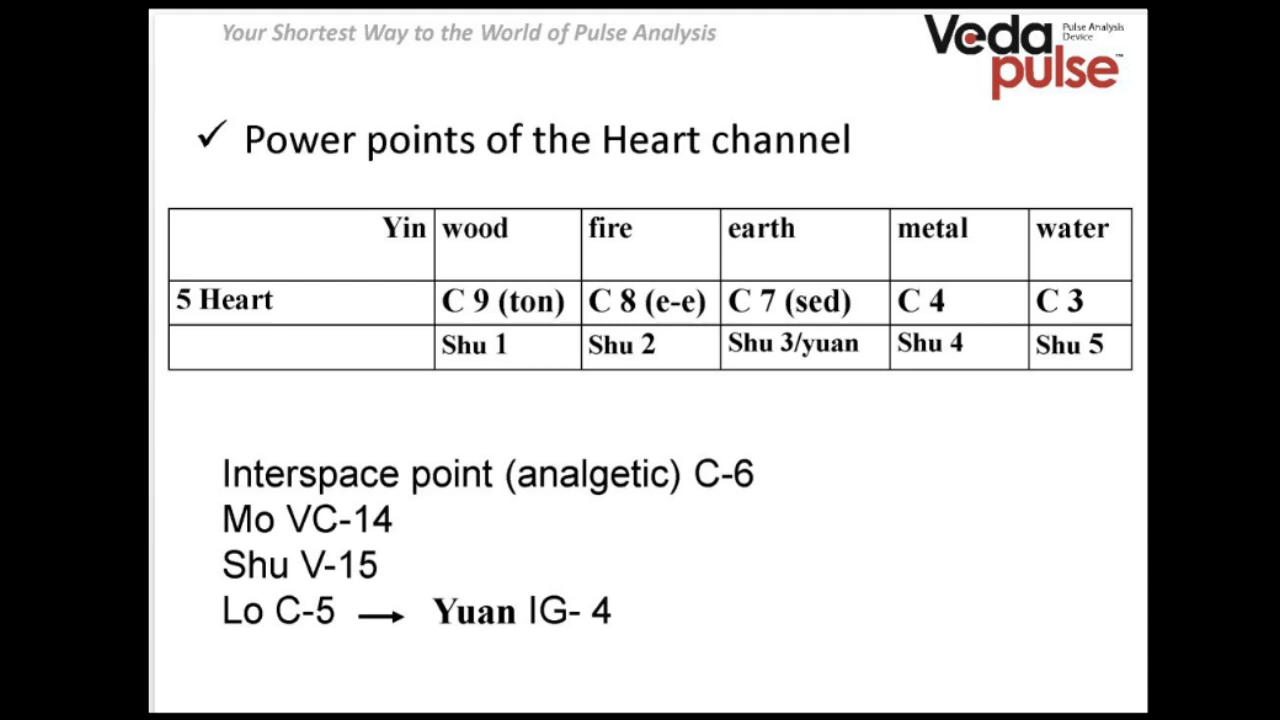 Your Shortest Way to the World of Pulse Analysis
Veda Pulse Analysis
Device
pulse™
✓ Power points of the Heart channel
Yin wood fire earth metal water
5 Heart C 9 (ton) C 8 (e-e) C 7 (sed) C 4 C 3
Shu 1 Shu 2 Shu 3/yuan Shu 4 Shu 5
Interspace point (analgetic) C-6
Mo VC-14
Shu V-15
Lo C-5 → Yuan IG- 4